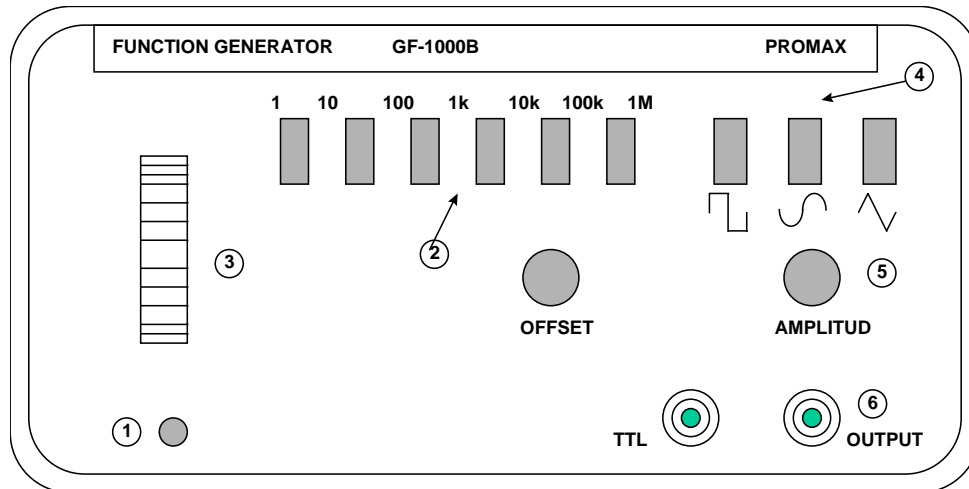 FUNCTION GENERATOR GF-1000B PROMAX
4
1 10 100 1k 10k 100k 1M
2
3
5
OFFSET AMPLITUD
1
6
TTL OUTPUT